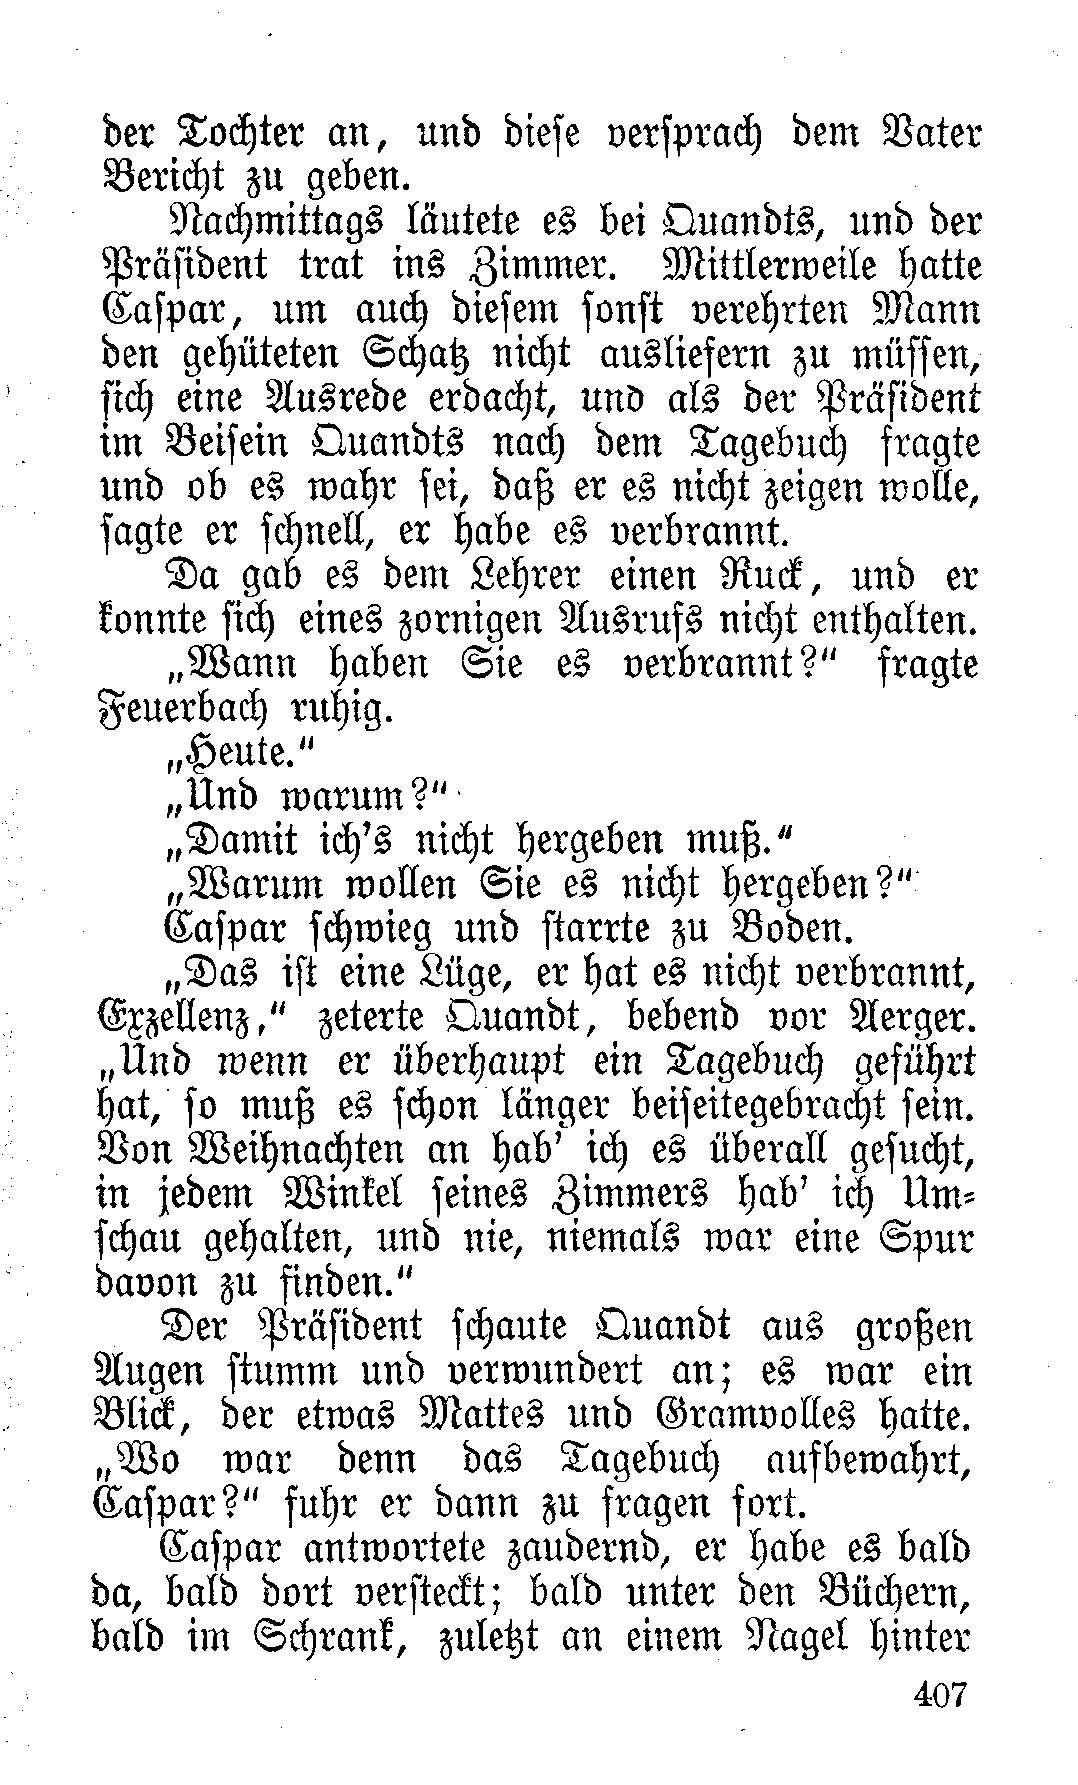 der Tochter an, und diese versprach dem Vater
Bericht zu geben.
Nachmittags läutete es bei Quandts, und der
Präsident trat ins Zimmer. Mittlerweile hatte
Caspar, um auch diesem sonst verehrten Mann
den gehüteten Schatz nicht ausliefern zu müssen,
sich eine Ausrede erdacht, und als der Präsident
im Beisein Quandts nach dem Tagebuch fragte
und ob es wahr sei, daß er es nicht zeigen wolle,
sagte er schnell, er habe es verbrannt.
Da gab es dem Lehrer einen Ruck, und er
konnte sich eines zornigen Ausrufs nicht enthalten.
„Wann haben Sie es verbrannt?“ fragte
Feuerbach ruhig.
„Heute.“
„Und warum?“
„Damit ich's nicht hergeben muß.“
„Warum wollen Sie es nicht hergeben?“
Caspar schwieg und starrte zu Boden.
„Das ist eine Lüge, er hat es nicht verbrannt,
Exzellenz,“ zeterte Quandt, bebend vor Aerger.
„Und wenn er überhaupt ein Tagebuch geführt
hat, so muß es schon länger beiseitegebracht sein.
Von Weihnachten an hab' ich es überall gesucht,
in jedem Winkel seines Zimmers hab' ich Um-
schau gehalten, und nie, niemals war eine Spur
davon zu finden.“
Der Präsident schaute Quandt aus großen
Augen stumm und verwundert an; es war ein
Blick, der etwas Mattes und Gramvolles hatte.
„Wo war denn das Tagebuch aufbewahrt,
Caspar?“ fuhr er dann zu fragen fort.
Caspar antwortete zaudernd, er habe es bald
da, bald dort versteckt; bald unter den Büchern,
bald im Schrank, zuletzt an einem Nagel hinter
407